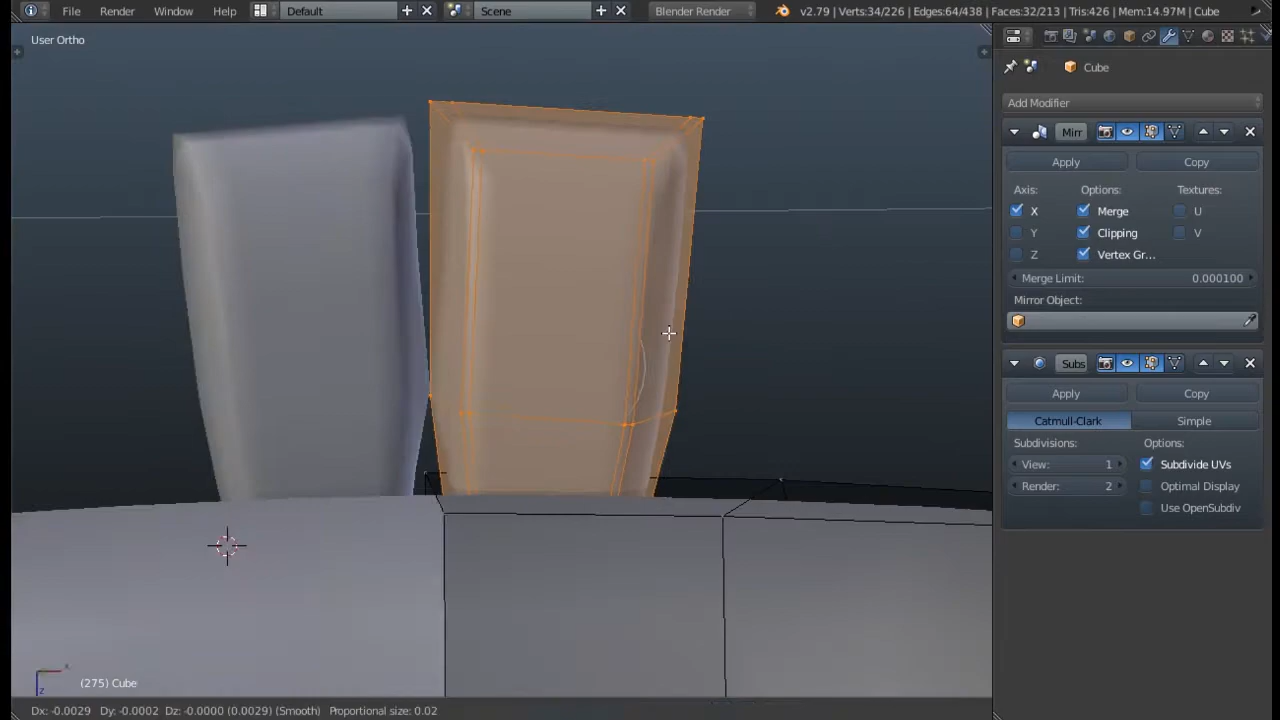 File Render Window Help Default Scene Blender Render v2.79 | Verts:34/226 | Edges:64/438 | Faces:32/213 | Tris:426 | Mem:14.97M | Cube
User Ortho
Cube
Add Modifier
Mirr
Apply Copy
Axis: Options: Textures:
X Merge U
Y Clipping V
Z Vertex Gr...
Merge Limit: 0.000100
Mirror Object:
Subs
Apply Copy
Catmull-Clark Simple
Subdivisions: Options:
View: 1 Subdivide UVs
Render: 2 Optimal Display
Use OpenSubdiv
x
z
(275) Cube
Dx: -0.0029 Dy: -0.0002 Dz: -0.0000 (0.0029) (Smooth) Proportional size: 0.02